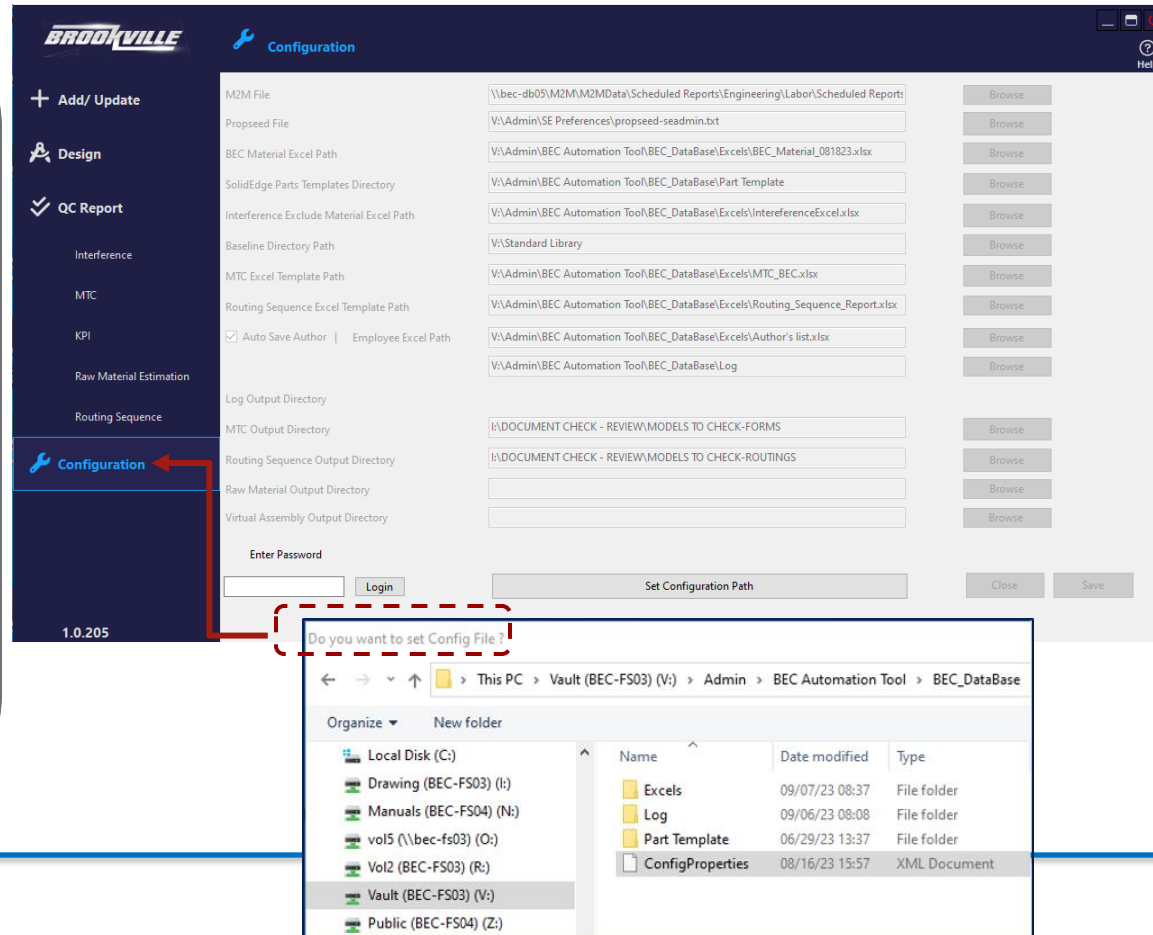 BROOKVILLE
Configuration
Help
Add/ Update
Design
QC Report
Interference
MTC
KPI
Raw Material Estimation
Routing Sequence
Configuration
1.0.205
M2M File \\bec-db05\M2M\M2MData\Scheduled Reports\Engineering\Labor\Scheduled Reports Browse
Propseed File V:\Admin\SE Preferences\propseed-seadmin.txt Browse
BEC Material Excel Path V:\Admin\BEC Automation Tool\BEC_DataBase\Excels\BEC_Material_081823.xlsx Browse
SolidEdge Parts Templates Directory V:\Admin\BEC Automation Tool\BEC_DataBase\Part Template Browse
Interference Exclude Material Excel Path V:\Admin\BEC Automation Tool\BEC_DataBase\Excels\IntereferenceExcel.xlsx Browse
Baseline Directory Path V:\Standard Library Browse
MTC Excel Template Path V:\Admin\BEC Automation Tool\BEC_DataBase\Excels\MTC_BEC.xlsx Browse
Routing Sequence Excel Template Path V:\Admin\BEC Automation Tool\BEC_DataBase\Excels\Routing_Sequence_Report.xlsx Browse
Auto Save Author | Employee Excel Path V:\Admin\BEC Automation Tool\BEC_DataBase\Excels\Author's list.xlsx Browse
V:\Admin\BEC Automation Tool\BEC_DataBase\Log Browse
Log Output Directory
MTC Output Directory I:\DOCUMENT CHECK - REVIEW\MODELS TO CHECK-FORMS Browse
Routing Sequence Output Directory I:\DOCUMENT CHECK - REVIEW\MODELS TO CHECK-ROUTINGS Browse
Raw Material Output Directory Browse
Virtual Assembly Output Directory Browse
Enter Password
Login Set Configuration Path Close Save
Do you want to set Config File ?
This PC > Vault (BEC-FS03) (V:) > Admin > BEC Automation Tool > BEC_DataBase
Organize New folder
Local Disk (C:)
Drawing (BEC-FS03) (I:)
Manuals (BEC-FS04) (N:)
vol5 (\\bec-fs03) (O:)
Vol2 (BEC-FS03) (R:)
Vault (BEC-FS03) (V:)
Public (BEC-FS04) (Z:)
Name Date modified Type
Excels 09/07/23 08:37 File folder
Log 09/06/23 08:08 File folder
Part Template 06/29/23 13:37 File folder
ConfigProperties 08/16/23 15:57 XML Document